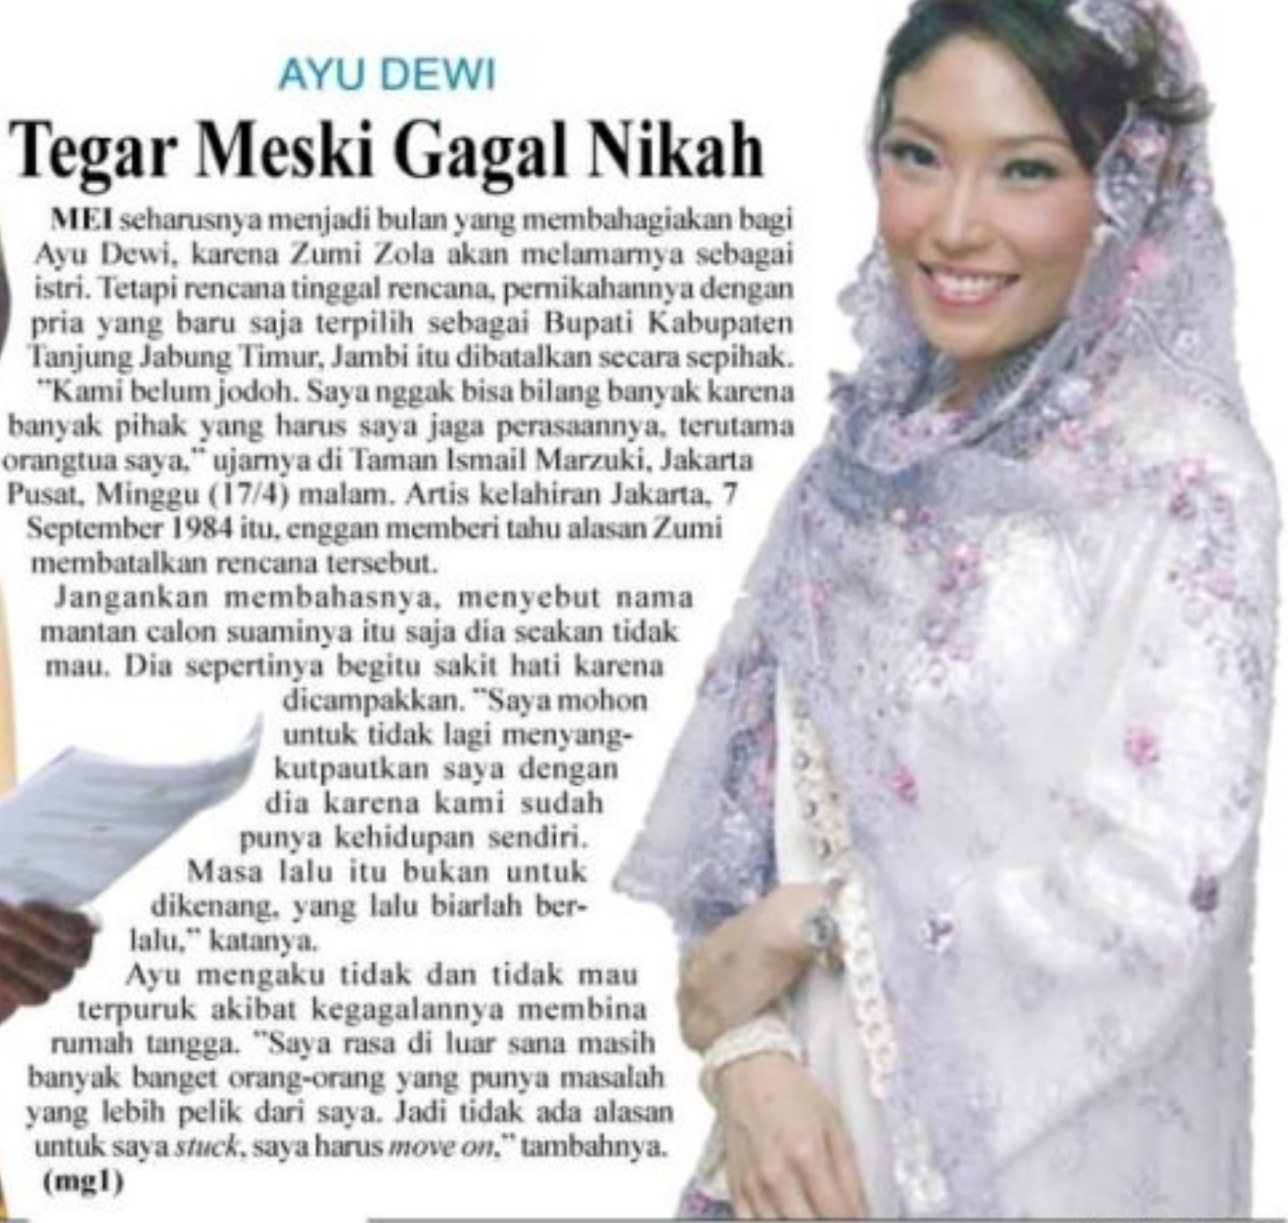 AYU DEWI
Tegar Meski Gagal Nikah
MEI seharusnya menjadi bulan yang membahagiakan bagi
Ayu Dewi, karena Zumi Zola akan melamarnya sebagai
istri. Tetapi rencana tinggal rencana, pernikahannya dengan
pria yang baru saja terpilih sebagai Bupati Kabupaten
Tanjung Jabung Timur, Jambi itu dibatalkan secara sepihak.
"Kami belum jodoh. Saya nggak bisa bilang banyak karena
banyak pihak yang harus saya jaga perasaannya, terutama
orangtua saya," ujarnya di Taman Ismail Marzuki, Jakarta
Pusat, Minggu (17/4) malam. Artis kelahiran Jakarta, 7
September 1984 itu, enggan memberi tahu alasan Zumi
membatalkan rencana tersebut.
Jangankan membahasnya, menyebut nama
mantan calon suaminya itu saja dia seakan tidak
mau. Dia sepertinya begitu sakit hati karena
dicampakkan. "Saya mohon
untuk tidak lagi menyang-
kutpautkan saya dengan
dia karena kami sudah
punya kehidupan sendiri.
Masa lalu itu bukan untuk
dikenang, yang lalu biarlah ber-
lalu," katanya.
Ayu mengaku tidak dan tidak mau
terpuruk akibat kegagalannya membina
rumah tangga. "Saya rasa di luar sana masih
banyak banget orang-orang yang punya masalah
yang lebih pelik dari saya. Jadi tidak ada alasan
untuk saya stuck, saya harus move on," tambahnya.
(mg1)